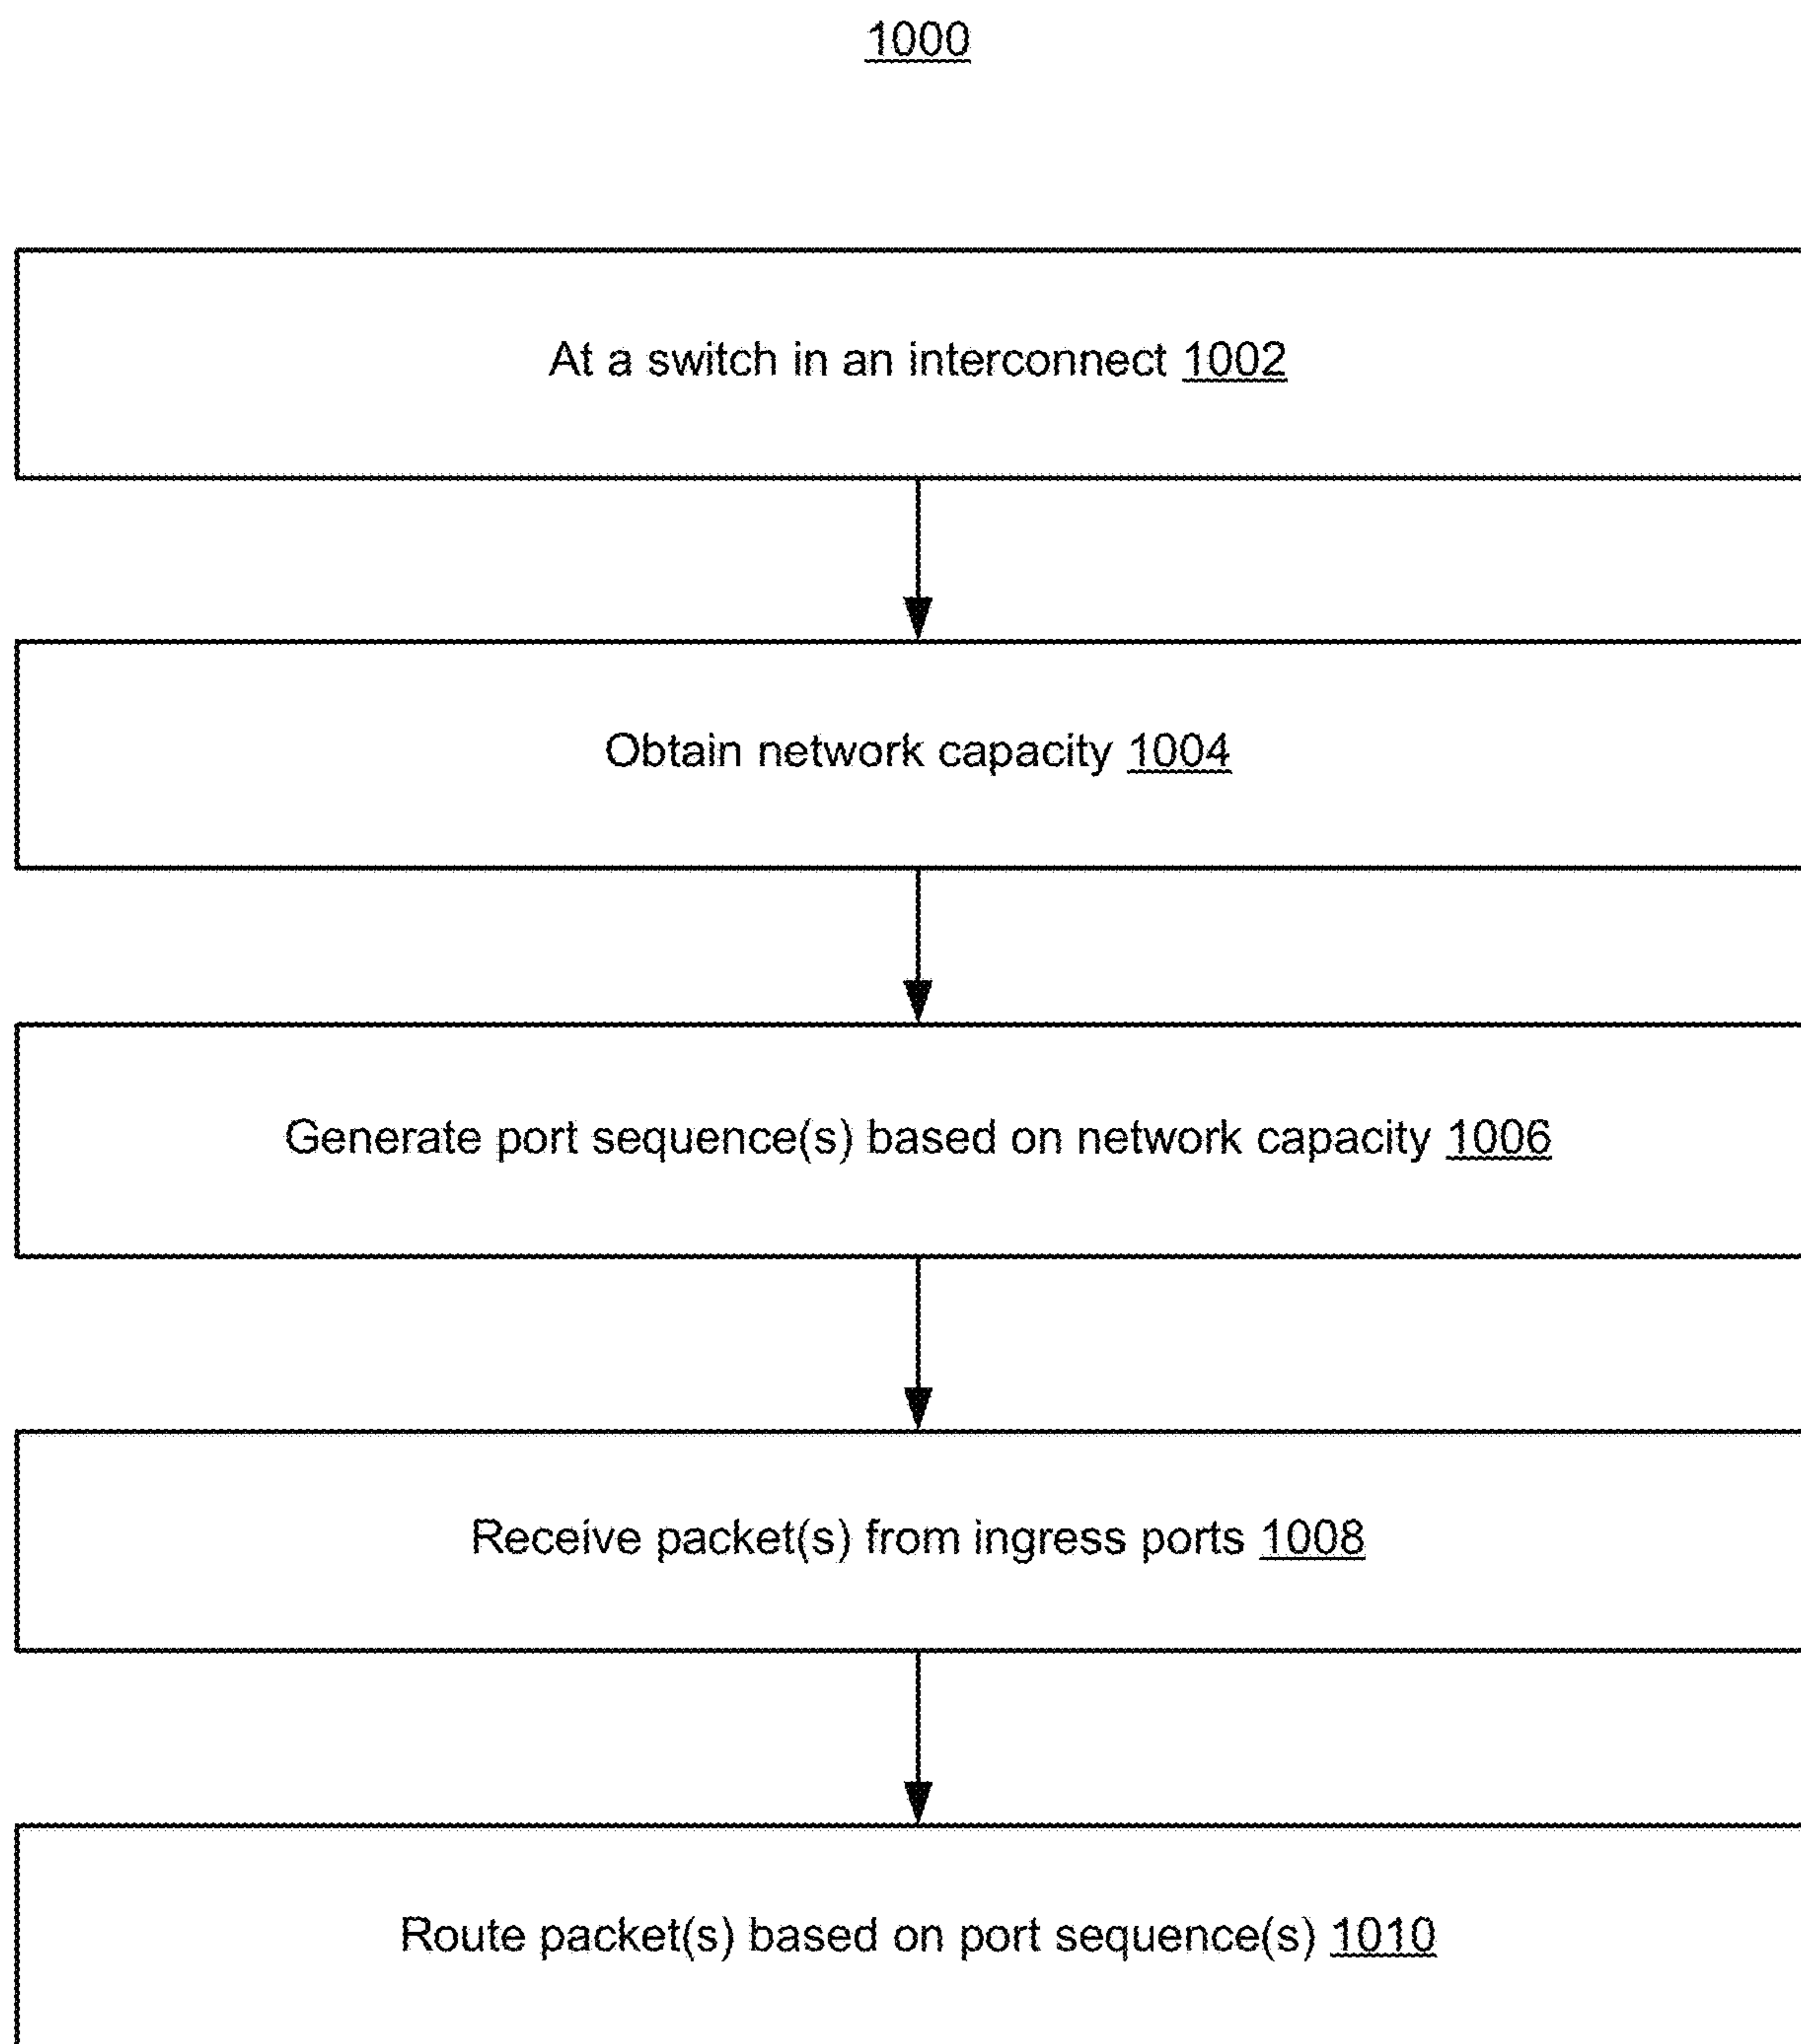 1000
At a switch in an interconnect 1002
Obtain network capacity 1004
Generate port sequence(s) based on network capacity 1006
Receive packet(s) from ingress ports 1008
Route packet(s) based on port sequence(s) 1010